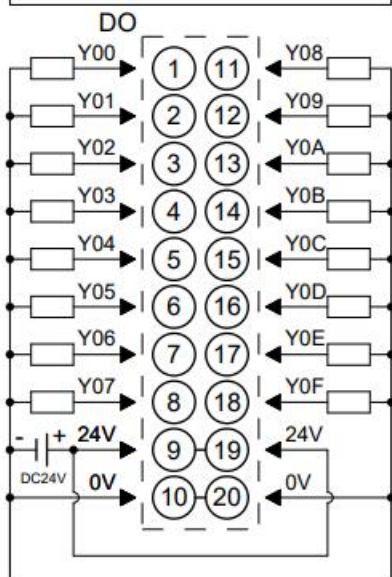 DO
Y00 1 11 Y08
Y01 2 12 Y09
Y02 3 13 Y0A
Y03 4 14 Y0B
Y04 5 15 Y0C
Y05 6 16 Y0D
Y06 7 17 Y0E
Y07 8 18 Y0F
- + 24V 9 19 24V
DC24V 0V 10 20 0V